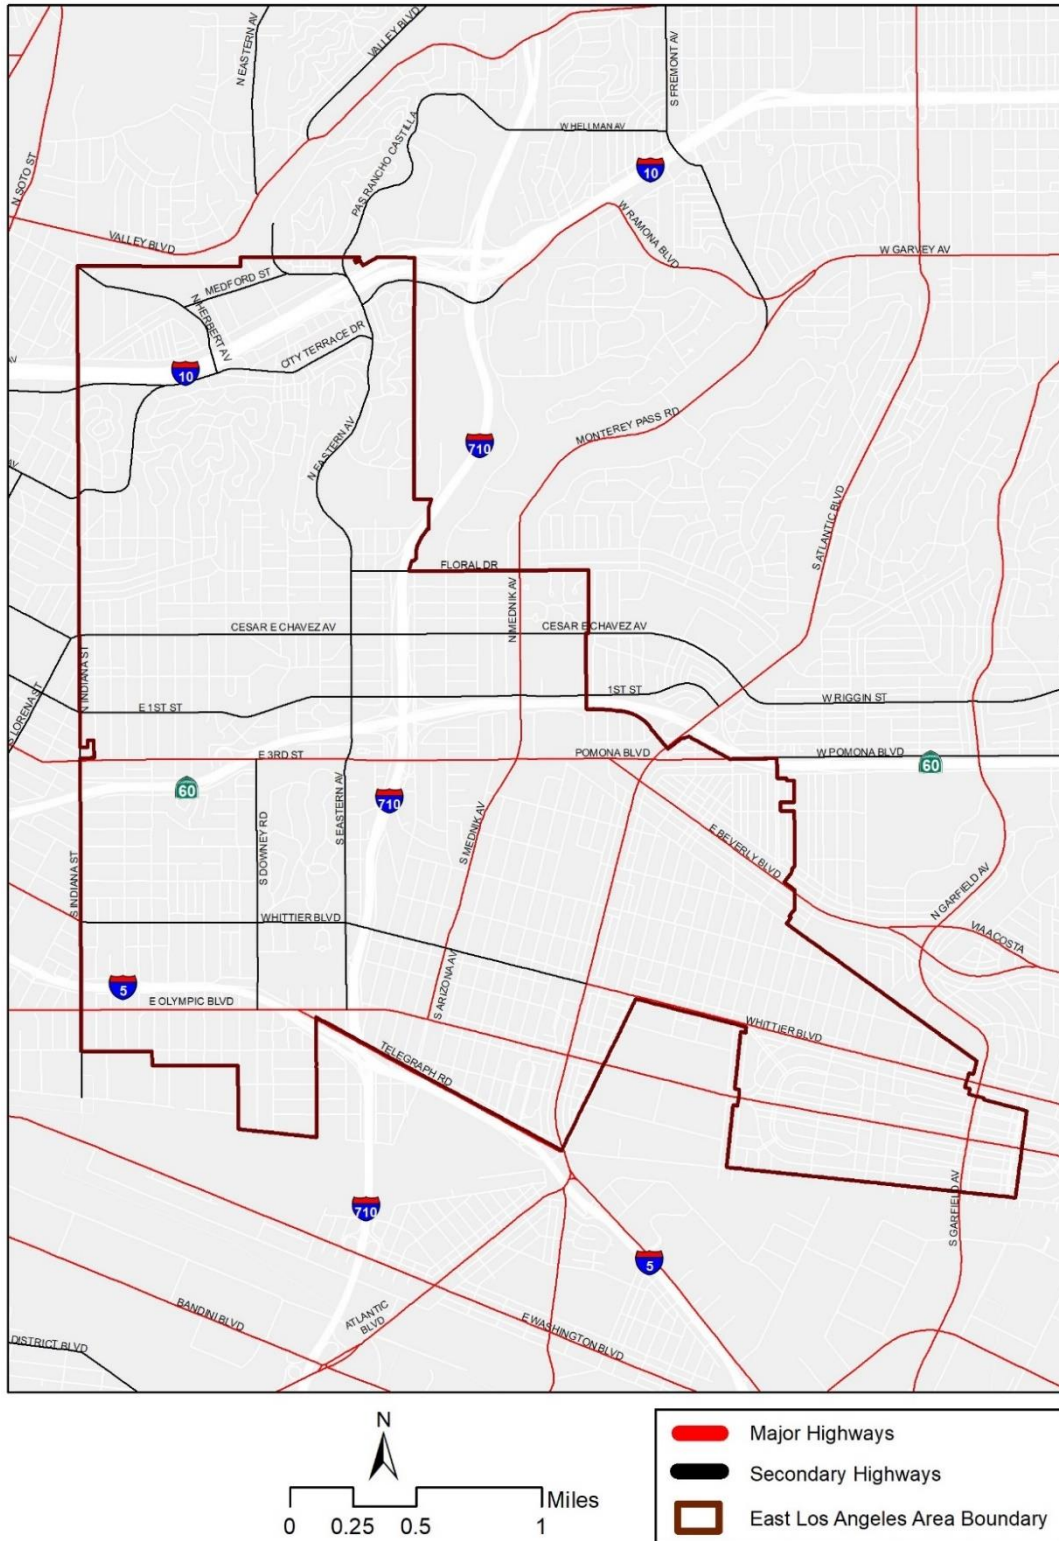 N EASTERN AV
VALLEY BLVD
S FREMONT AV
N SOTO ST
PAS RANCHO CASTILLA
W HELLMAN AV
10
W RAMONA BLVD
VALLEY BLVD
W GARVEY AV
MEDFORD ST
N HERBERT AV
CITY TERRACE DR
AV
10
MONTEREY PASS RD
710
N EASTERN AV
AV
S ATLANTIC BLVD
FLORAL DR
N MEDNIK AV
CESAR E CHAVEZ AV
CESAR E CHAVEZ AV
N INDIANA ST
S LORENA ST
E 1ST ST
1ST ST
W RIGGIN ST
E 3RD ST
POMONA BLVD
W POMONA BLVD
60
60
710
S EASTERN AV
S DOWNEY RD
S MEDNIK AV
E BEVERLY BLVD
S INDIANA ST
N GARFIELD AV
WHITTIER BLVD
VIA ACOSTA
5
S ARIZONA AV
E OLYMPIC BLVD
WHITTIER BLVD
TELEGRAPH RD
S GARFIELD AV
710
5
BANDINI BLVD
ATLANTIC
BLVD
E WASHINGTON BLVD
DISTRICT BLVD
N
Miles
0 0.25 0.5 1
Major Highways
Secondary Highways
East Los Angeles Area Boundary